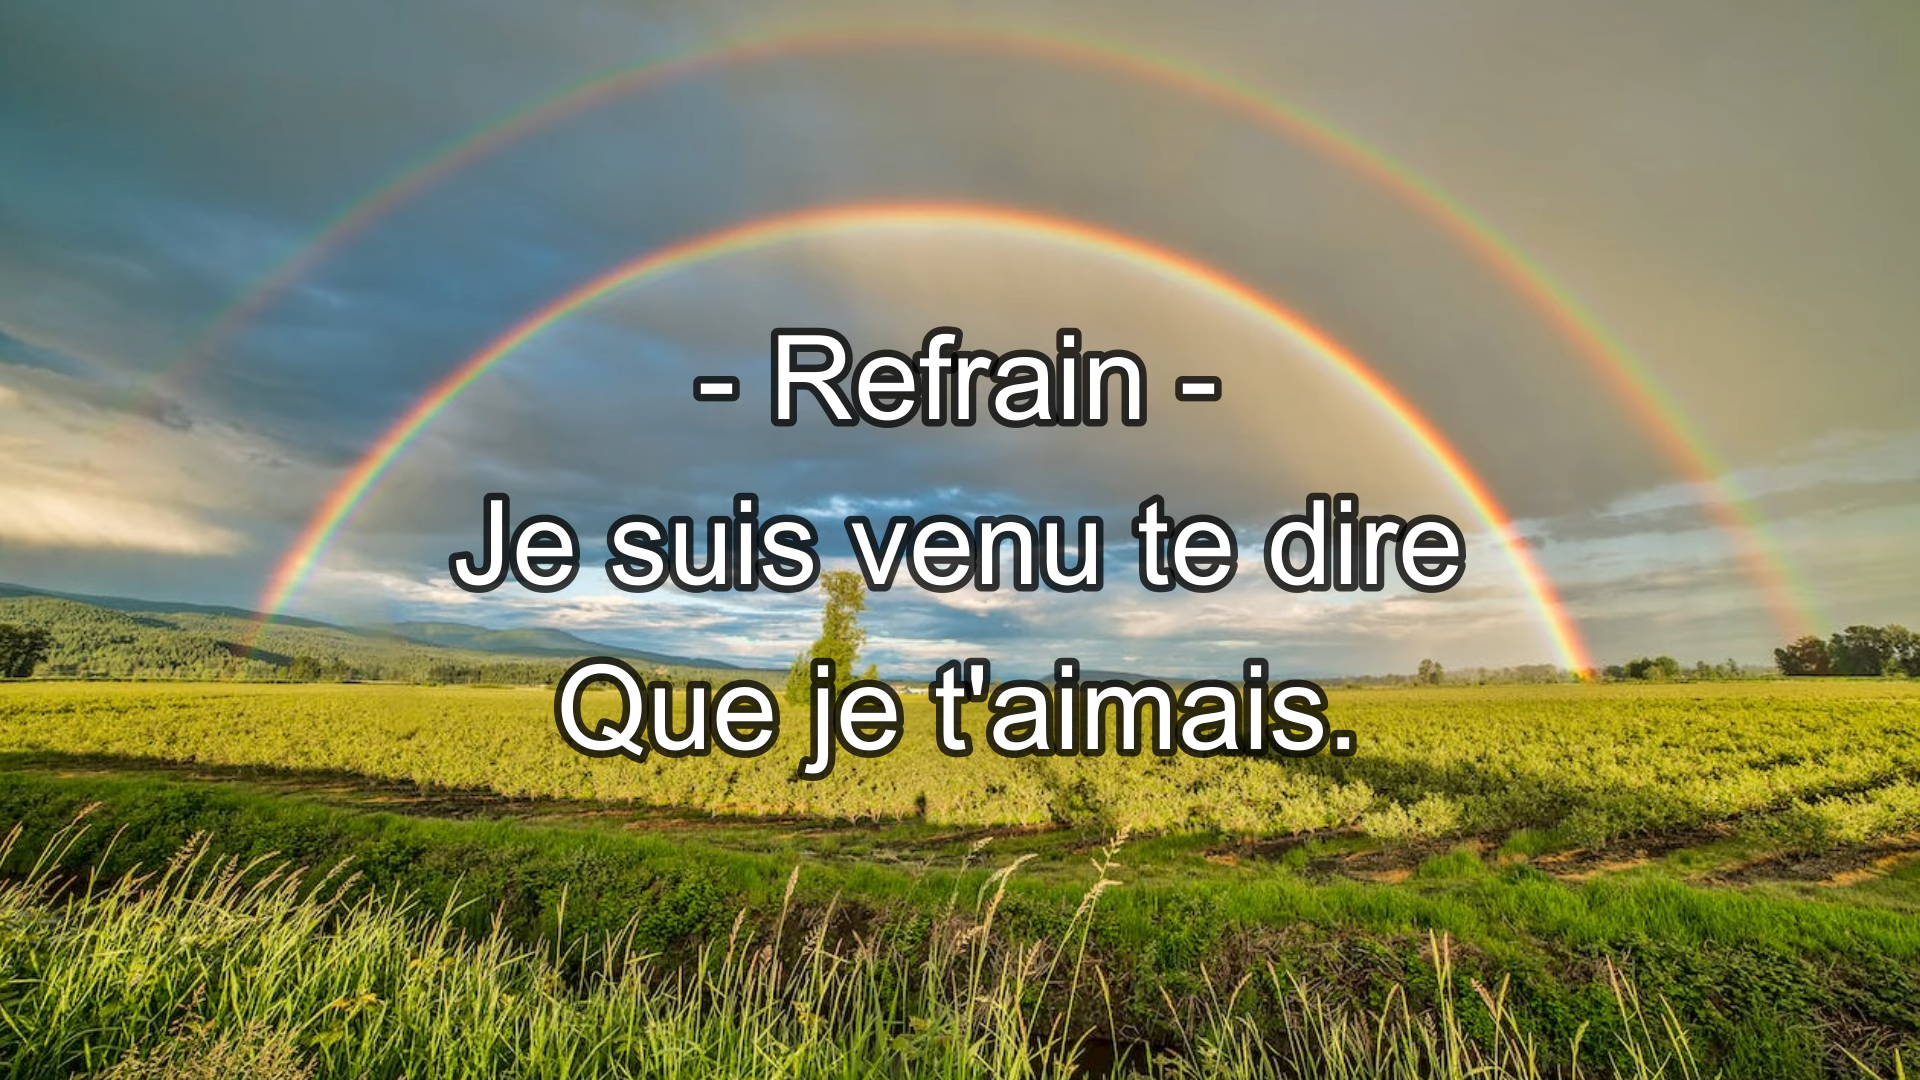 - Refrain -
Je suis venu te dire
Que je t'aimais.